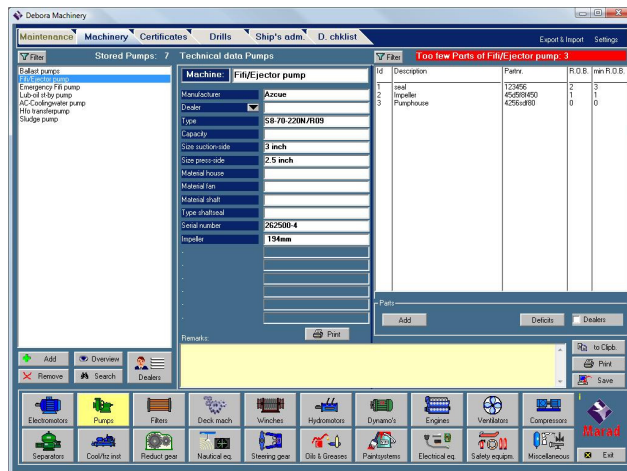 Debora Machinery
Maintenance Machinery Certificates Drills Ship's adm. D. chklist
Export & Import Settings
Filter Stored Pumps: 7 Technical data Pumps Filter Too few Parts of Fifi/Ejector pump: 3
Ballast pumps
Fifi/Ejector pump
Emergency Fifi pump
Lub-oil st-by pump
AC-Coolingwater pump
Hfo transferpump
Sludge pump
Machine: Fifi/Ejector pump
Manufacturer Azcue
Dealer
Type S8-70-220N/R09
Capacity
Size suction-side 3 inch
Size press-side 2.5 inch
Material house
Material fan
Material shaft
Type shaftseal
Serial number 262500-4
Impeller 194mm
Id Description Partnr. R.O.B. min R.O.B.
1 seal 123456 2 3
2 Impeller 45d5f8f450 1 1
3 Pumphouse 4256sdf80 0 0
Parts
Add Deficits Dealers
Remarks: Print
Add Overview
Remove Search Dealers
to Clipb.
Print
Save
Electromotors Pumps Filters Deck mach Winches Hydromotors Dynamo's Engines Ventilators Compressors
Separators Cool/frz inst Reduct gear Nautical eq. Steering gear Oils & Greases Paintsystems Electrical eq. Safety equipm. Miscellaneous
Marad
Exit